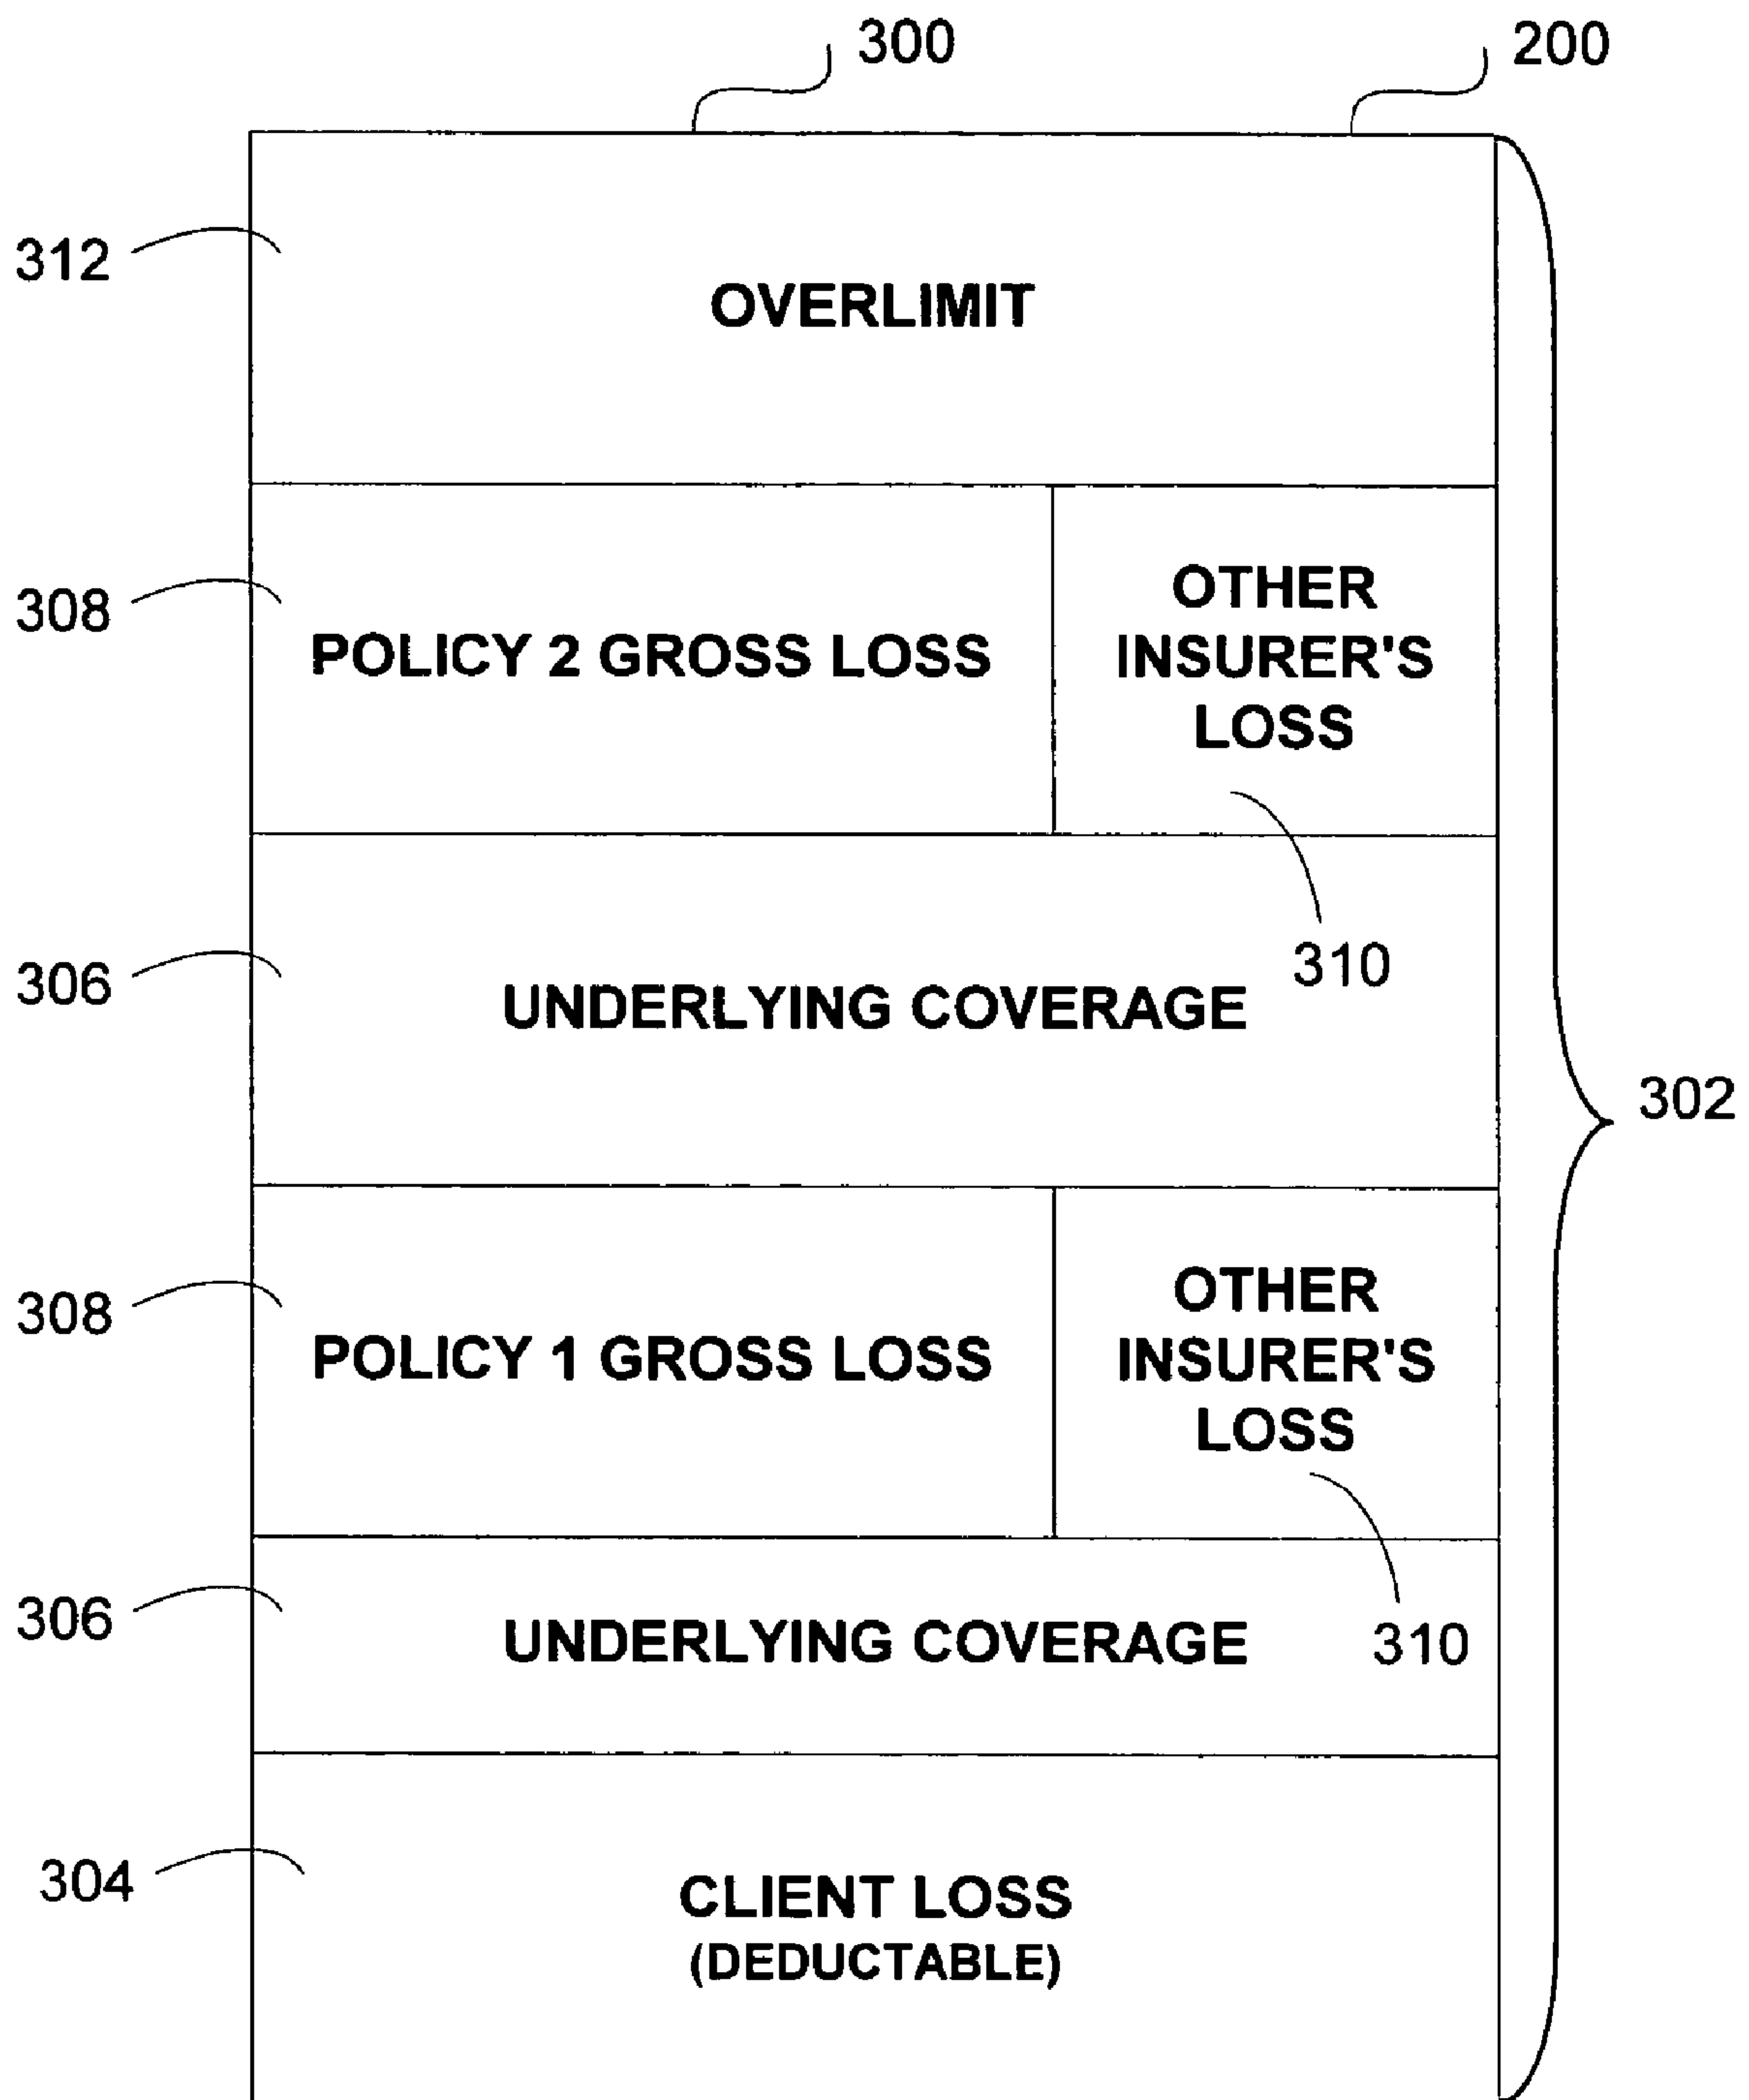 300
200
312
OVERLIMIT
308
POLICY 2 GROSS LOSS
OTHER
INSURER'S
LOSS
310
306
UNDERLYING COVERAGE
302
308
POLICY 1 GROSS LOSS
OTHER
INSURER'S
LOSS
310
306
UNDERLYING COVERAGE
304
CLIENT LOSS
(DEDUCTABLE)